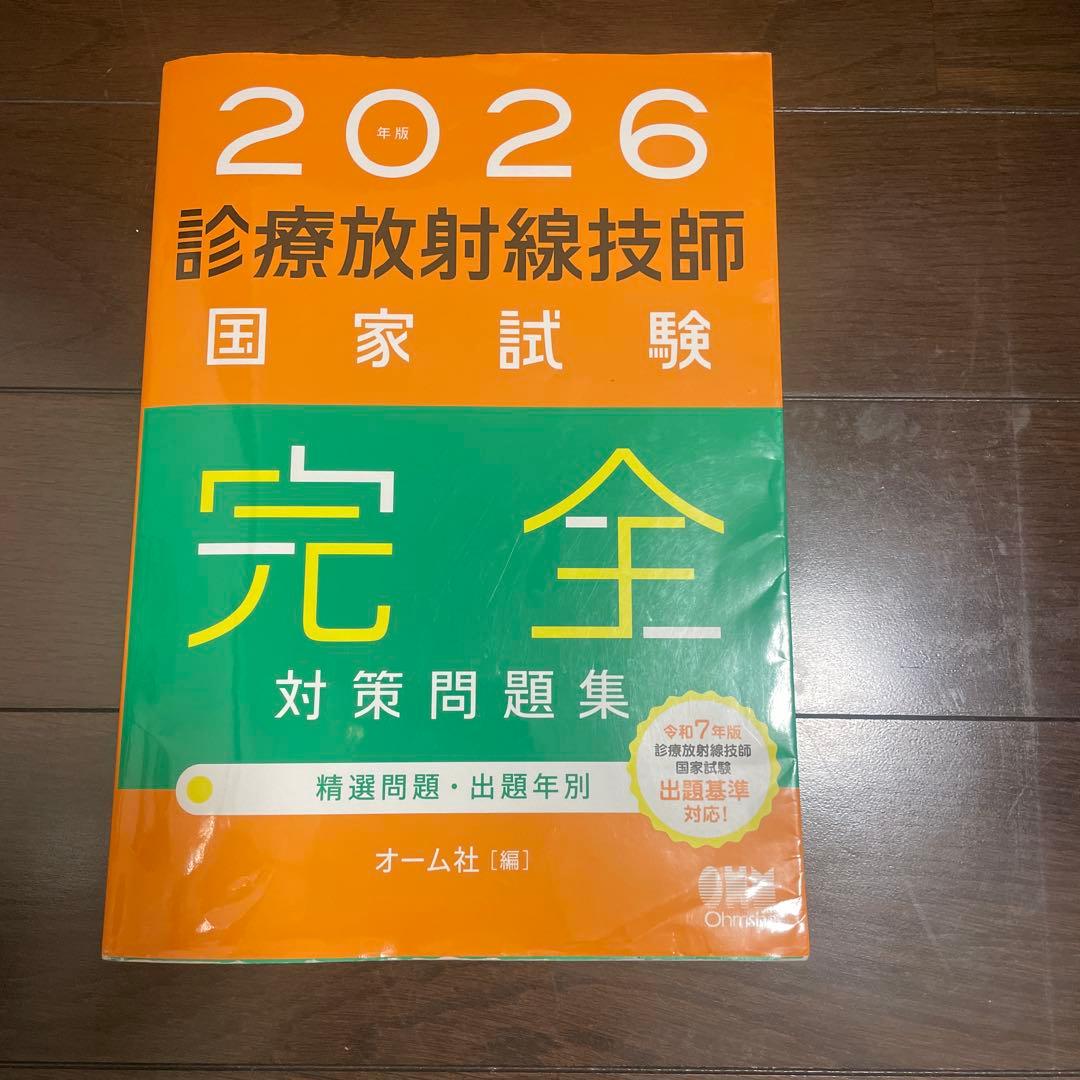 2026
年版
診療放射線技師
国家試験
完全
対策問題集
令和7年版
診療放射線技師
国家試験
出題基準
対応!
精選問題・出題年別
オーム社[編]
OHM
Ohmsha